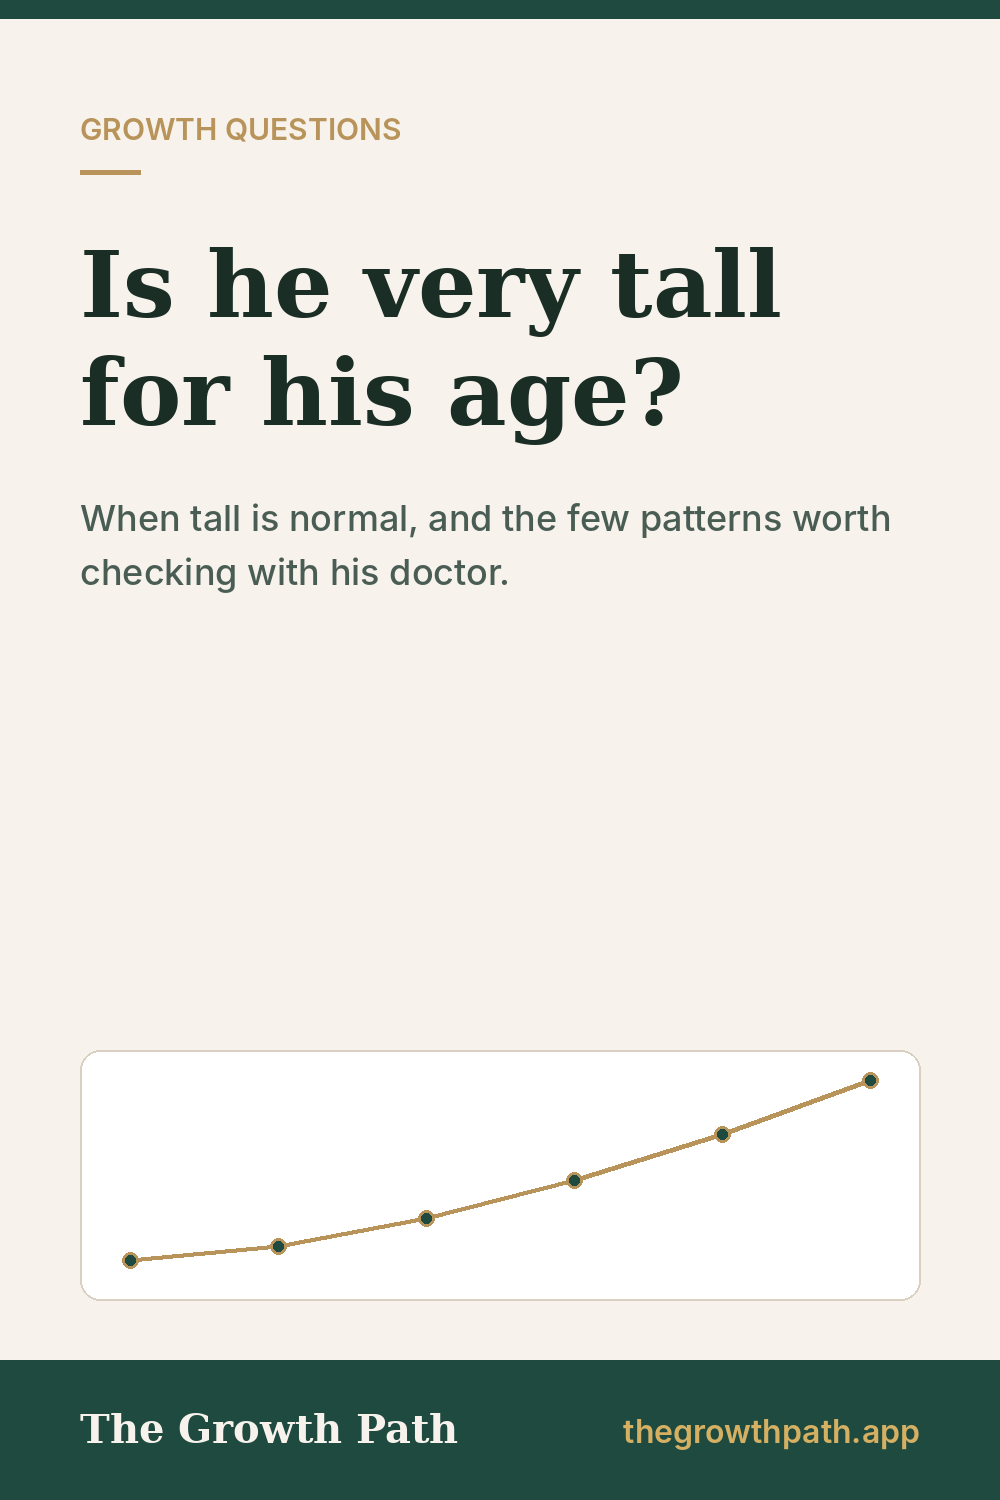 GROWTH QUESTIONS
Is he very tall
for his age?
When tall is normal, and the few patterns worth
checking with his doctor.
The Growth Path
thegrowthpath.app